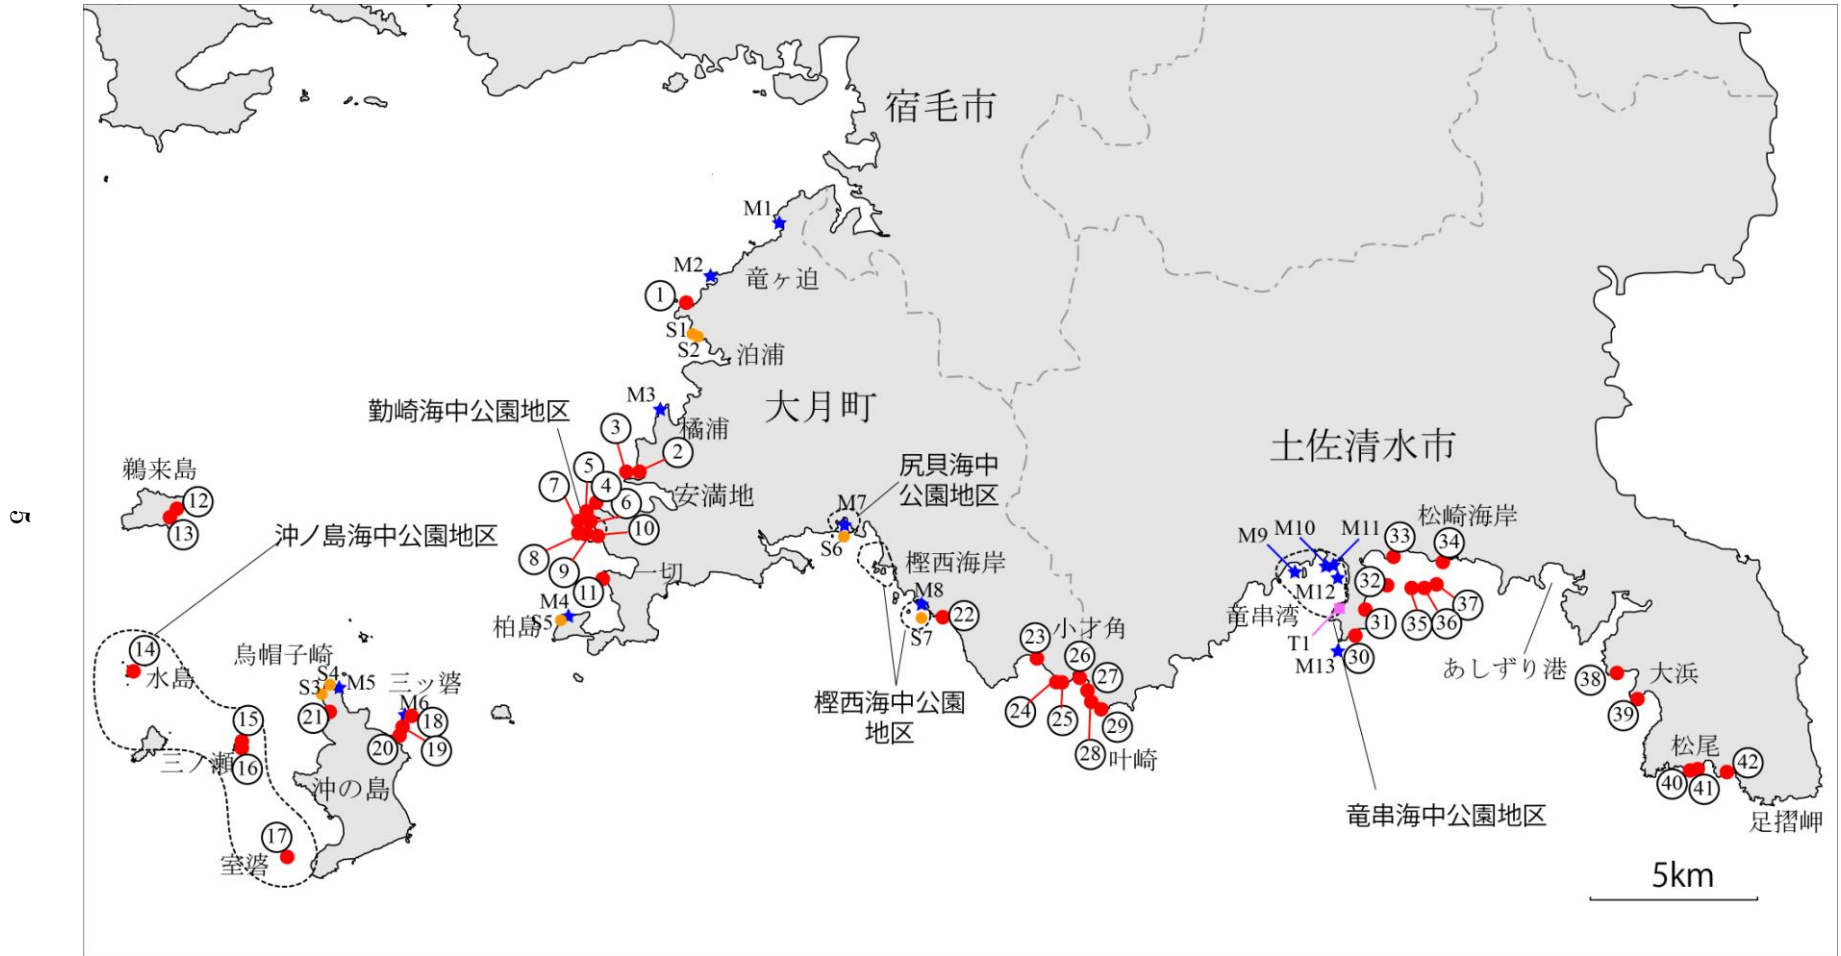 宿毛市
M1
M2
竜ヶ迫
①
S1
S2
泊浦
M3
勤崎海中公園地区
大月町
橘浦
③
②
土佐清水市
鵜来島
⑤
④
⑦
⑥
安満地
尻貝海中
公園地区
⑫
⑬
沖ノ島海中公園地区
⑩
M7
⑧
⑨
S6
M9
M10
M11
松崎海岸
㉝
㉞
一切
⑪
樫西海岸
M4
S5
柏島
M8
㉒
S7
M12
㉜
竜串湾
㉛
㉟
㊱
㊲
T1
M13
㉚
⑭
水島
烏帽子崎
S4
S3
M5
三ッ碆
M6
㉓
小才角
㉖
㉗
あしずり港
㊳
大浜
㊴
⑮
㉑
⑱
⑳
⑲
樫西海中公園
地区
㉔
㉕
㉙
㉘
叶崎
三ノ瀬
⑯
沖の島
松尾
㊵
㊶
㊷
竜串海中公園地区
足摺岬
⑰
室碆
5km
5